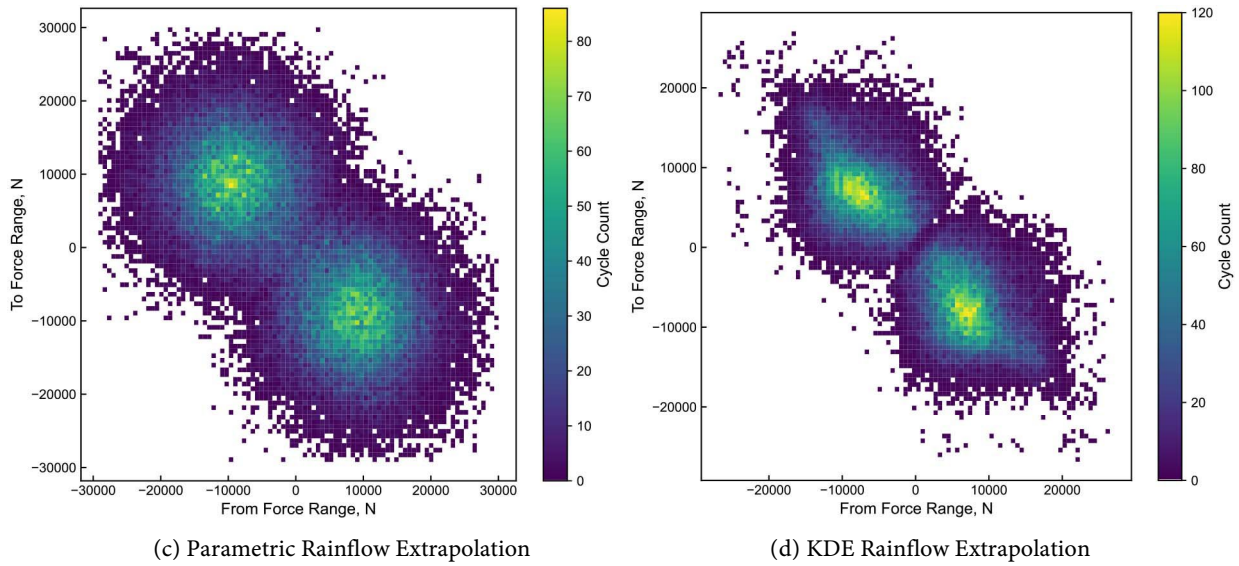 30000
20000
10000
0
−10000
−20000
−30000
To Force Range, N
−30000 −20000 −10000 0 10000 20000 30000
From Force Range, N
80
70
60
50
40
30
20
10
0
Cycle Count
(c) Parametric Rainflow Extrapolation
20000
10000
0
−10000
−20000
To Force Range, N
−20000 −10000 0 10000 20000
From Force Range, N
120
100
80
60
40
20
0
Cycle Count
(d) KDE Rainflow Extrapolation